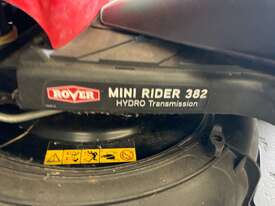 ROVER
MINI RIDER 382
HYDRO Transmission